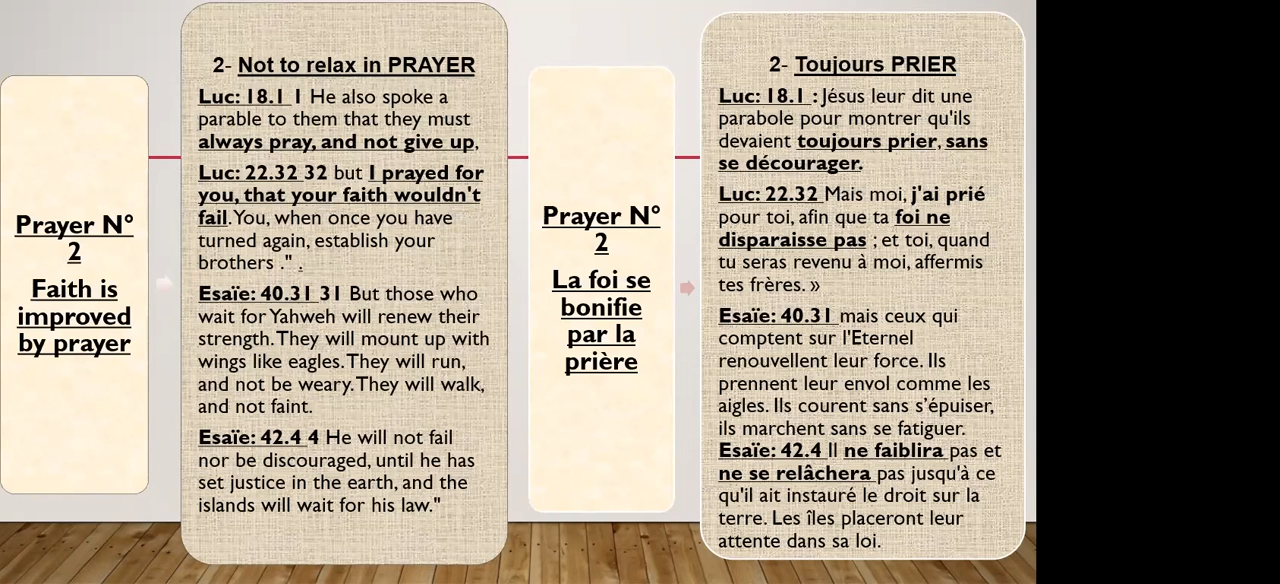 Prayer N°
2
Faith is
improved
by prayer
2- Not to relax in PRAYER
Luc: 18.1 1 He also spoke a
parable to them that they must
always pray, and not give up,
Luc: 22.32 32 but I prayed for
you, that your faith wouldn't
fail. You, when once you have
turned again, establish your
brothers ." .
Esaïe: 40.31 31 But those who
wait for Yahweh will renew their
strength. They will mount up with
wings like eagles. They will run,
and not be weary. They will walk,
and not faint.
Esaïe: 42.4 4 He will not fail
nor be discouraged, until he has
set justice in the earth, and the
islands will wait for his law."
Prayer N°
2
La foi se
bonifie
par la
prière
2- Toujours PRIER
Luc: 18.1 : Jésus leur dit une
parabole pour montrer qu'ils
devaient toujours prier, sans
se décourager.
Luc: 22.32 Mais moi, j'ai prié
pour toi, afin que ta foi ne
disparaisse pas ; et toi, quand
tu seras revenu à moi, affermis
tes frères. »
Esaïe: 40.31 mais ceux qui
comptent sur l'Eternel
renouvellent leur force. Ils
prennent leur envol comme les
aigles. Ils courent sans s'épuiser,
ils marchent sans se fatiguer.
Esaïe: 42.4 Il ne faiblira pas et
ne se relâchera pas jusqu'à ce
qu'il ait instauré le droit sur la
terre. Les îles placeront leur
attente dans sa loi.